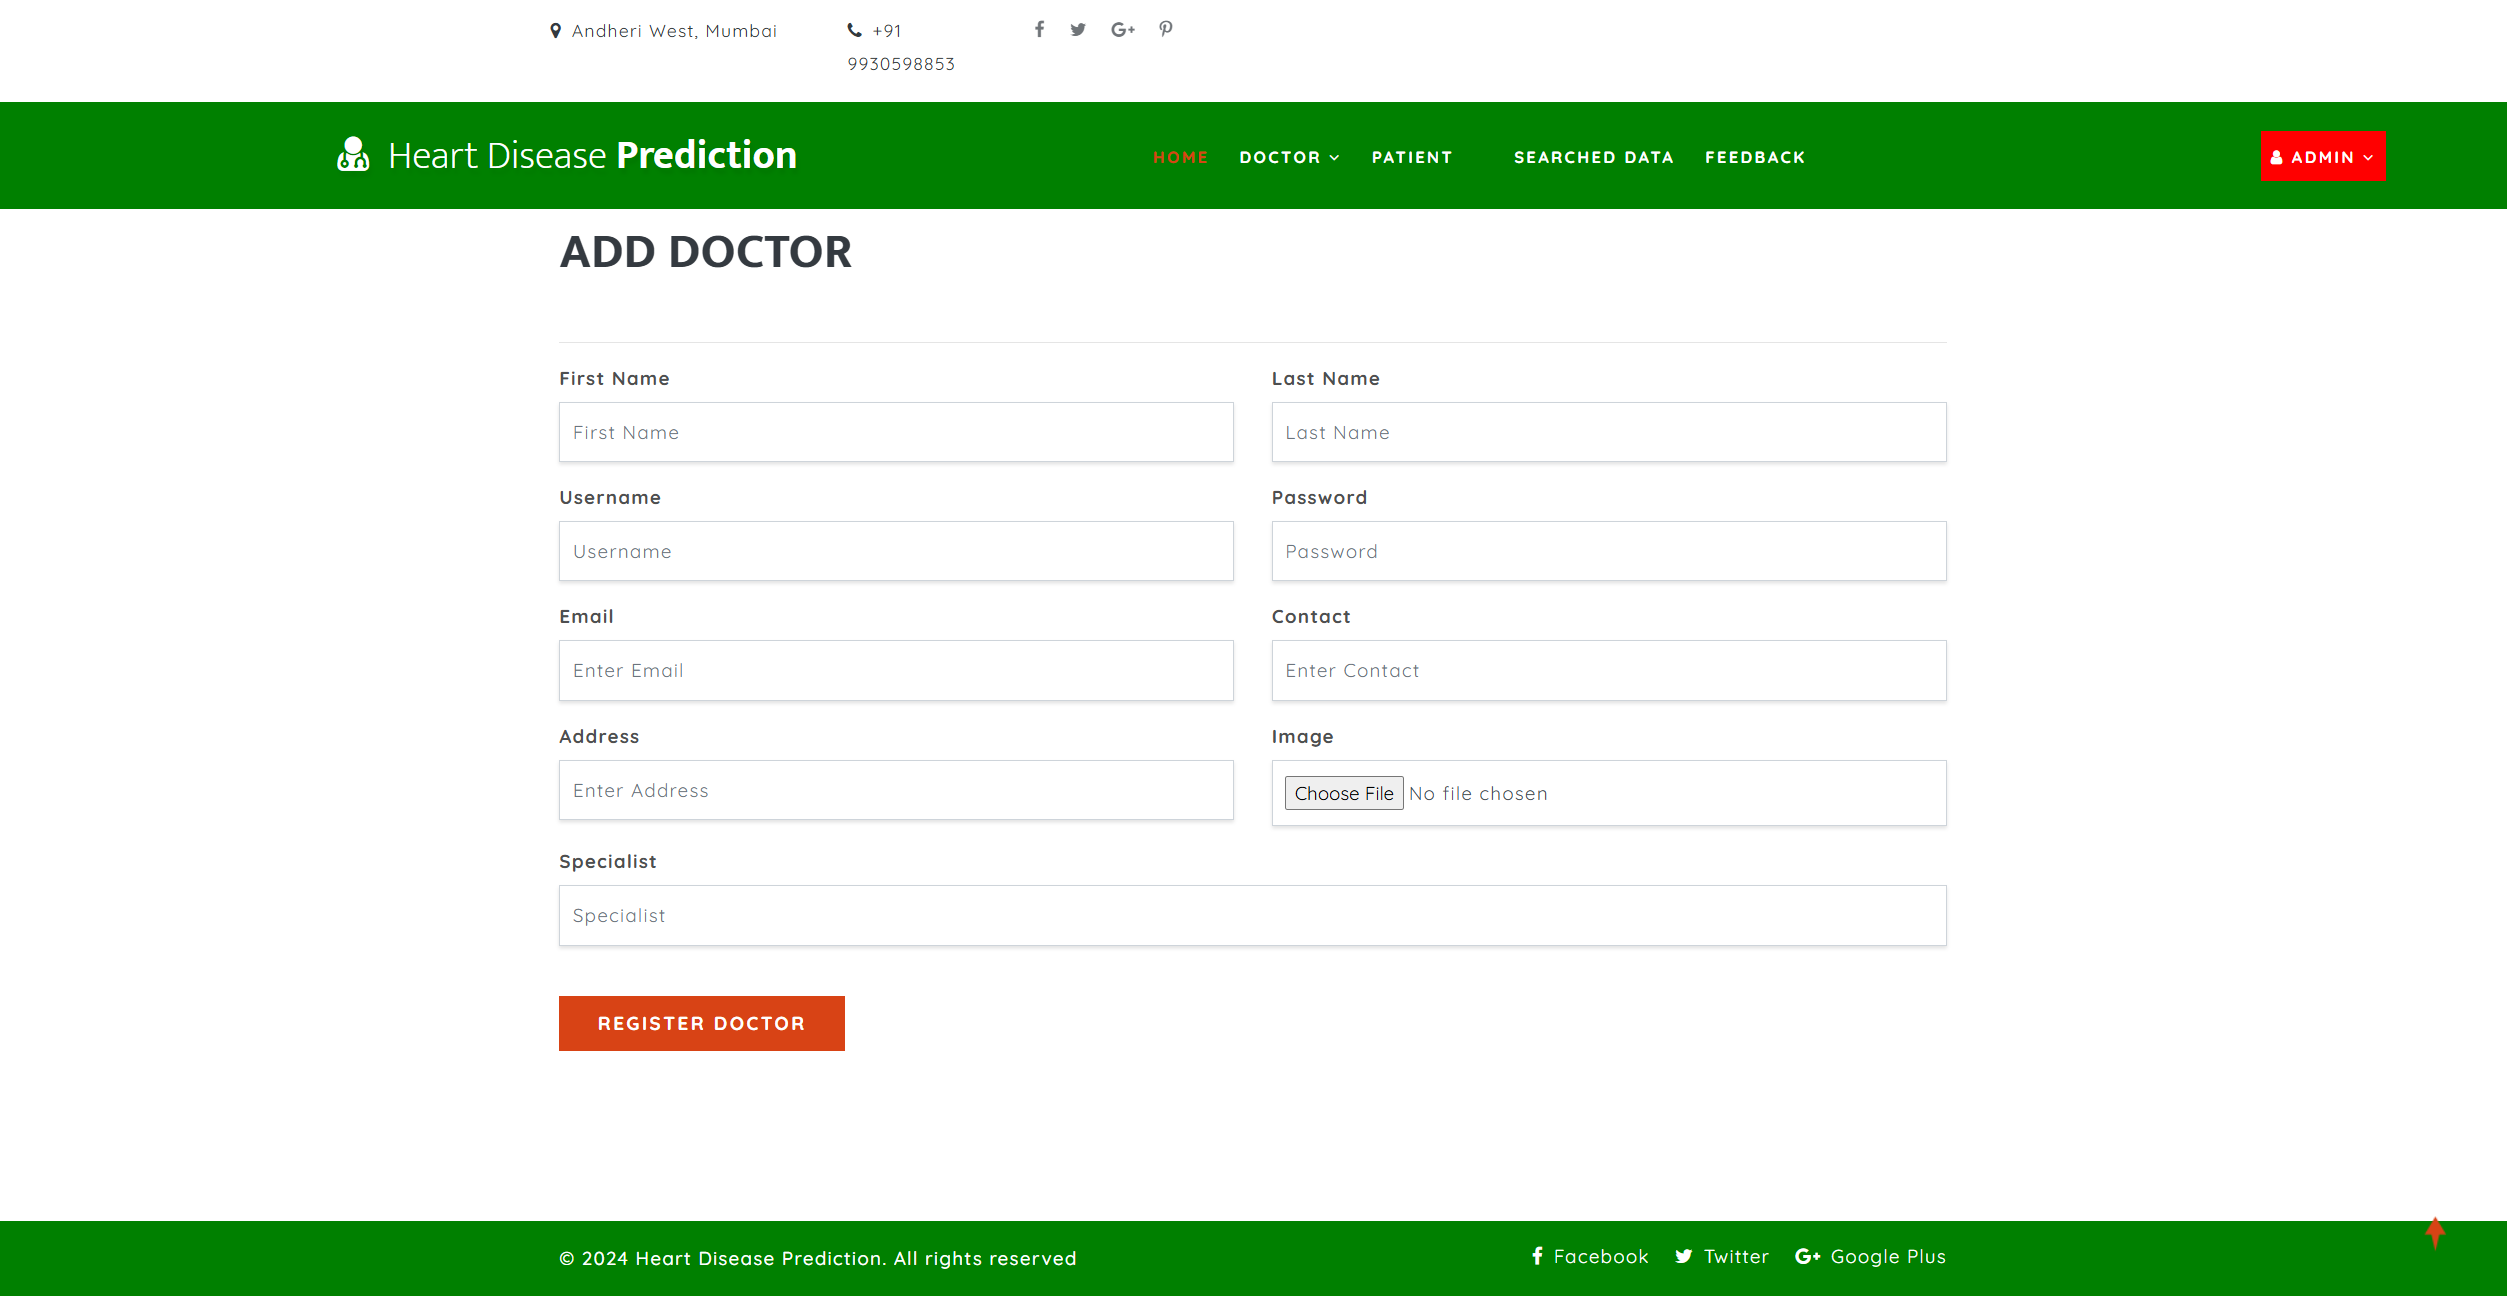 Andheri West, Mumbai
+91
9930598853
Heart Disease Prediction
HOME DOCTOR PATIENT SEARCHED DATA FEEDBACK
ADMIN
ADD DOCTOR
First Name
Last Name
First Name
Last Name
Username
Password
Username
Password
Email
Contact
Enter Email
Enter Contact
Address
Image
Enter Address
Choose File No file chosen
Specialist
Specialist
REGISTER DOCTOR
© 2024 Heart Disease Prediction. All rights reserved
Facebook Twitter Google Plus